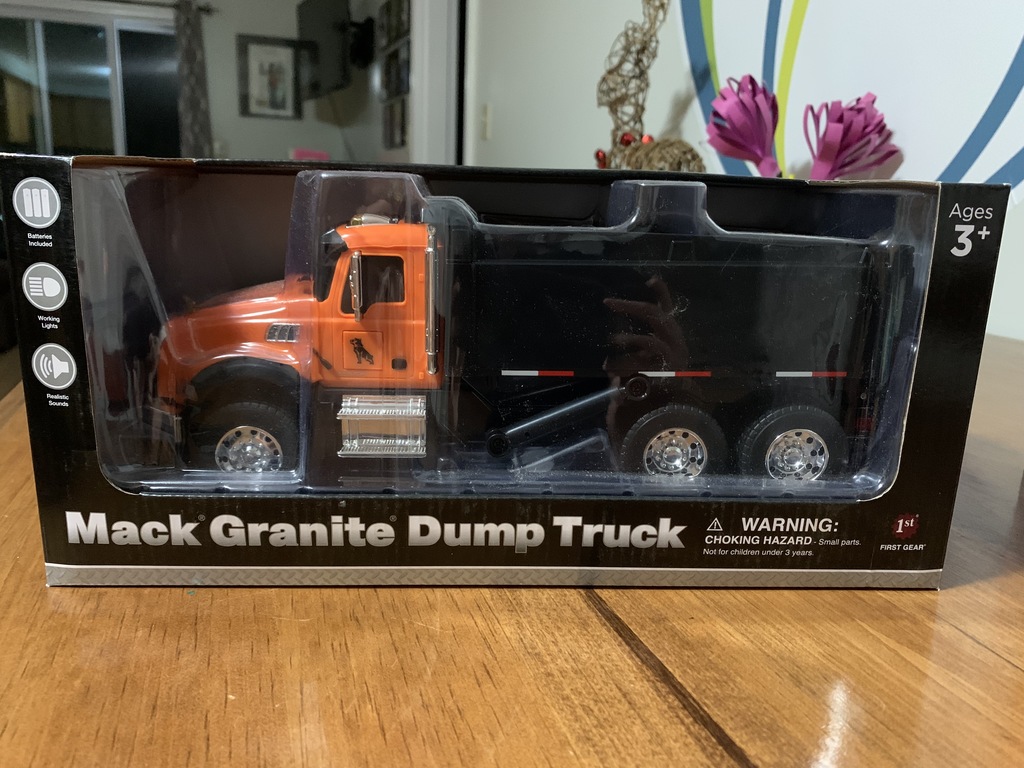 Batteries
Included
Working
Lights
Realistic
Sounds
Ages
3+
Mack® Granite® Dump Truck
⚠ WARNING:
CHOKING HAZARD - Small parts.
Not for children under 3 years.
1st
FIRST GEAR